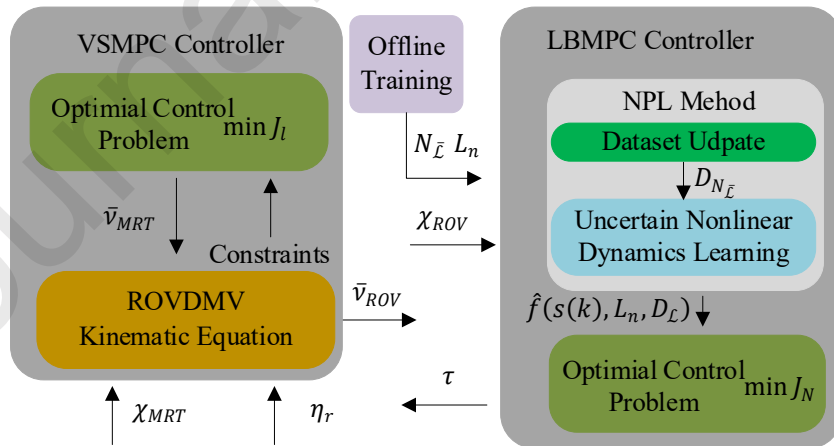 VSMPC Controller
Optimial Control
Problem
min J_l
ν̄_MRT
Constraints
ROVDMV
Kinematic Equation
χ_MRT
η_r
Offline
Training
N_ℒ̄ L_n
χ_ROV
ν̄_ROV
τ
LBMPC Controller
NPL Mehod
Dataset Udpate
D_N_ℒ̄
Uncertain Nonlinear
Dynamics Learning
f̂(s(k), L_n, D_ℒ)
Optimial Control
Problem
min J_N